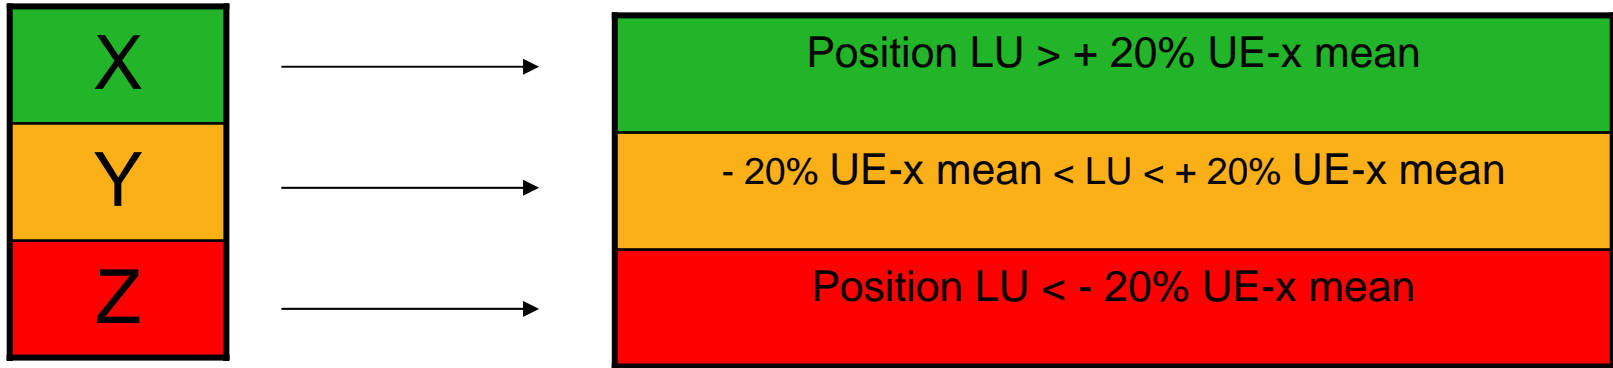 X
Position LU > + 20% UE-x mean
Y
- 20% UE-x mean < LU < + 20% UE-x mean
Z
Position LU < - 20% UE-x mean